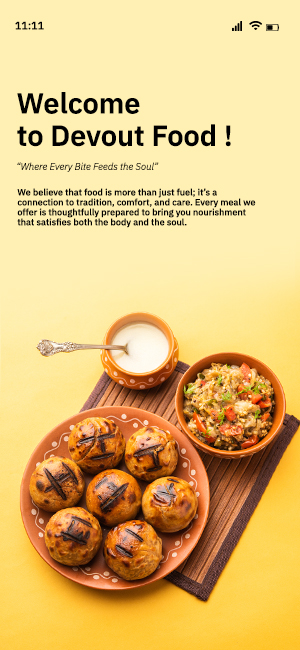 11:11
Welcome
to Devout Food !
"Where Every Bite Feeds the Soul"
We believe that food is more than just fuel; it's a
connection to tradition, comfort, and care. Every meal we
offer is thoughtfully prepared to bring you nourishment
that satisfies both the body and the soul.